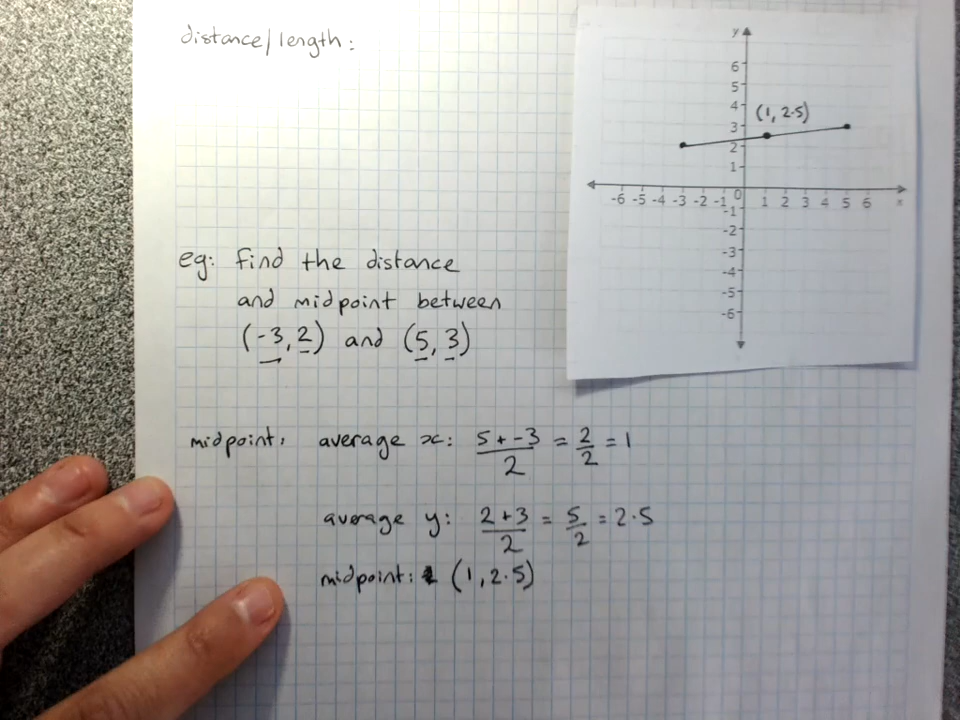 distance/length:
y
6
5
4
(1, 2.5)
3
2
1
0
-6 -5 -4 -3 -2 -1 1 2 3 4 5 6 x
-1
-2
-3
-4
-5
-6
eg: find the distance
and midpoint between
(-3, 2) and (5, 3)
midpoint: average x: 5 + -3 / 2 = 2/2 = 1
average y: 2 + 3 / 2 = 5/2 = 2.5
midpoint: (1, 2.5)